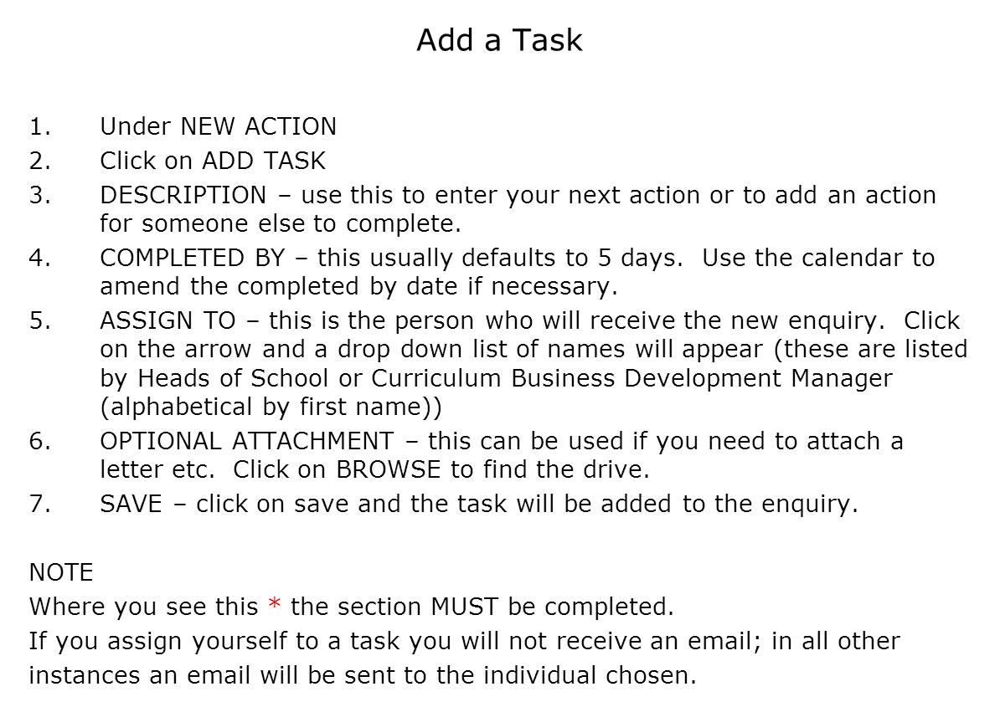 Add a Task
1. Under NEW ACTION
2. Click on ADD TASK
3. DESCRIPTION – use this to enter your next action or to add an action
for someone else to complete.
4. COMPLETED BY – this usually defaults to 5 days.  Use the calendar to
amend the completed by date if necessary.
5. ASSIGN TO – this is the person who will receive the new enquiry.  Click
on the arrow and a drop down list of names will appear (these are listed
by Heads of School or Curriculum Business Development Manager
(alphabetical by first name))
6. OPTIONAL ATTACHMENT – this can be used if you need to attach a
letter etc.  Click on BROWSE to find the drive.
7. SAVE – click on save and the task will be added to the enquiry.
NOTE
Where you see this * the section MUST be completed.
If you assign yourself to a task you will not receive an email; in all other
instances an email will be sent to the individual chosen.